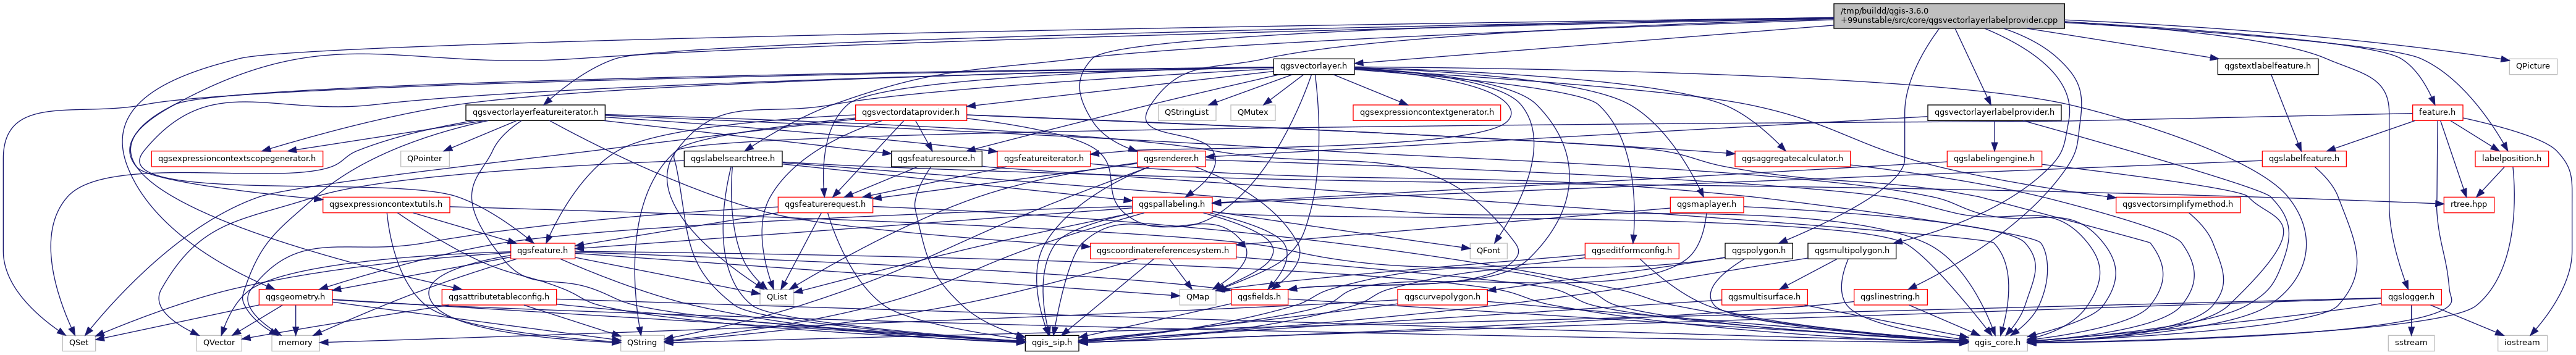 /tmp/buildd/qgis-3.6.0
+99unstable/src/core/qgsvectorlayerlabelprovider.cpp
qgsvectorlayer.h
qgstextlabelfeature.h
QPicture
qgsvectorlayerfeatureiterator.h
qgsvectordataprovider.h
QStringList
QMutex
qgsexpressioncontextgenerator.h
qgsvectorlayerlabelprovider.h
feature.h
qgsexpressioncontextscopegenerator.h
QPointer
qgslabelsearchtree.h
qgsfeaturesource.h
qgsfeatureiterator.h
qgsrenderer.h
qgsaggregatecalculator.h
qgslabelingengine.h
qgslabelfeature.h
labelposition.h
qgsexpressioncontextutils.h
qgsfeaturerequest.h
qgspallabeling.h
qgsmaplayer.h
qgsvectorsimplifymethod.h
rtree.hpp
qgsfeature.h
qgscoordinatereferencesystem.h
QFont
qgseditformconfig.h
qgspolygon.h
qgsmultipolygon.h
qgsgeometry.h
qgsattributetableconfig.h
QList
QMap
qgsfields.h
qgscurvepolygon.h
qgsmultisurface.h
qgslinestring.h
qgslogger.h
QSet
QVector
memory
QString
qgis_sip.h
qgis_core.h
sstream
iostream